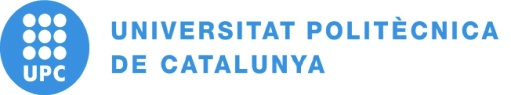 UPC
UNIVERSITAT POLITÈCNICA
DE CATALUNYA